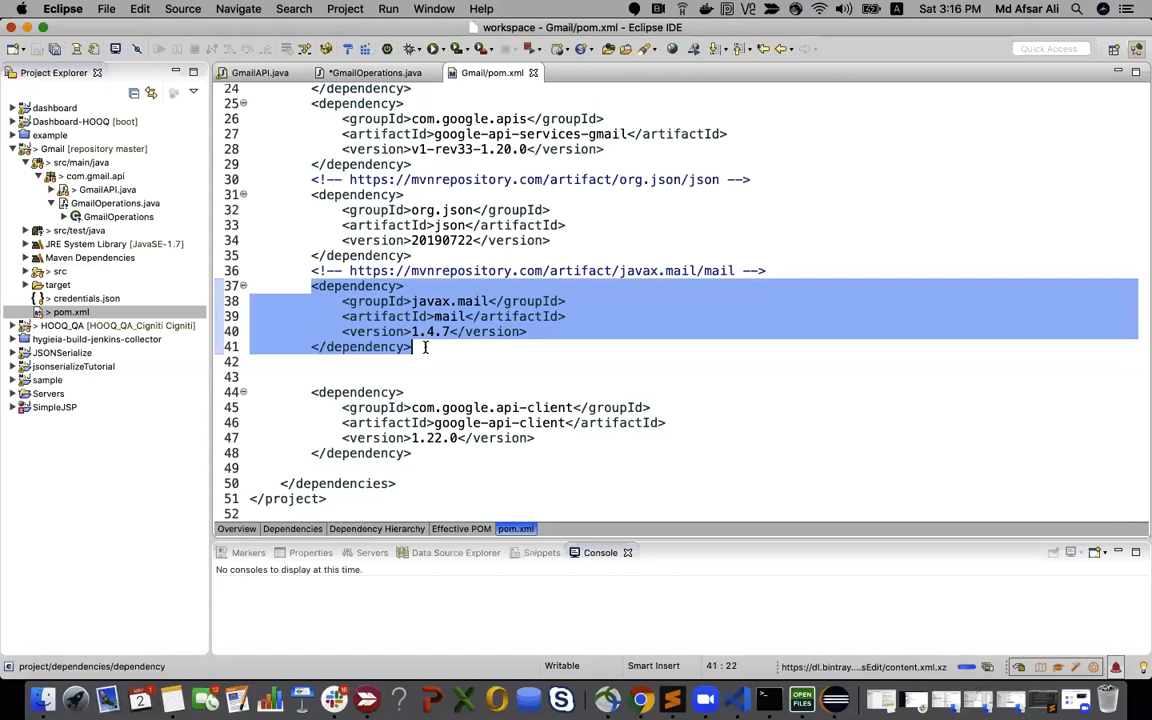 Eclipse File Edit Source Navigate Search Project Run Window Help Sat 3:16 PM Md Afsar Ali
workspace - Gmail/pom.xml - Eclipse IDE
Quick Access
Project Explorer
GmailAPI.java *GmailOperations.java Gmail/pom.xml
dashboard
Dashboard-HOOQ [boot]
example
> Gmail [repository master]
> src/main/java
> com.gmail.api
> GmailAPI.java
GmailOperations.java
GmailOperations
> src/test/java
JRE System Library [JavaSE-1.7]
Maven Dependencies
> src
target
> credentials.json
> pom.xml
> HOOQ_QA [HOOQ_QA_Cigniti Cigniti]
hygieia-build-jenkins-collector
JSONSerialize
jsonserializeTutorial
sample
Servers
SimpleJSP
24 </dependency>
25 <dependency>
26 <groupId>com.google.apis</groupId>
27 <artifactId>google-api-services-gmail</artifactId>
28 <version>v1-rev33-1.20.0</version>
29 </dependency>
30 <!-- https://mvnrepository.com/artifact/org.json/json -->
31 <dependency>
32 <groupId>org.json</groupId>
33 <artifactId>json</artifactId>
34 <version>20190722</version>
35 </dependency>
36 <!-- https://mvnrepository.com/artifact/javax.mail/mail -->
37 <dependency>
38 <groupId>javax.mail</groupId>
39 <artifactId>mail</artifactId>
40 <version>1.4.7</version>
41 </dependency>
42
43
44 <dependency>
45 <groupId>com.google.api-client</groupId>
46 <artifactId>google-api-client</artifactId>
47 <version>1.22.0</version>
48 </dependency>
49
50 </dependencies>
51 </project>
52
Overview Dependencies Dependency Hierarchy Effective POM pom.xml
Markers Properties Servers Data Source Explorer Snippets Console
No consoles to display at this time.
project/dependencies/dependency Writable Smart Insert 41 : 22 https://dl.bintray....sEdit/content.xml.xz